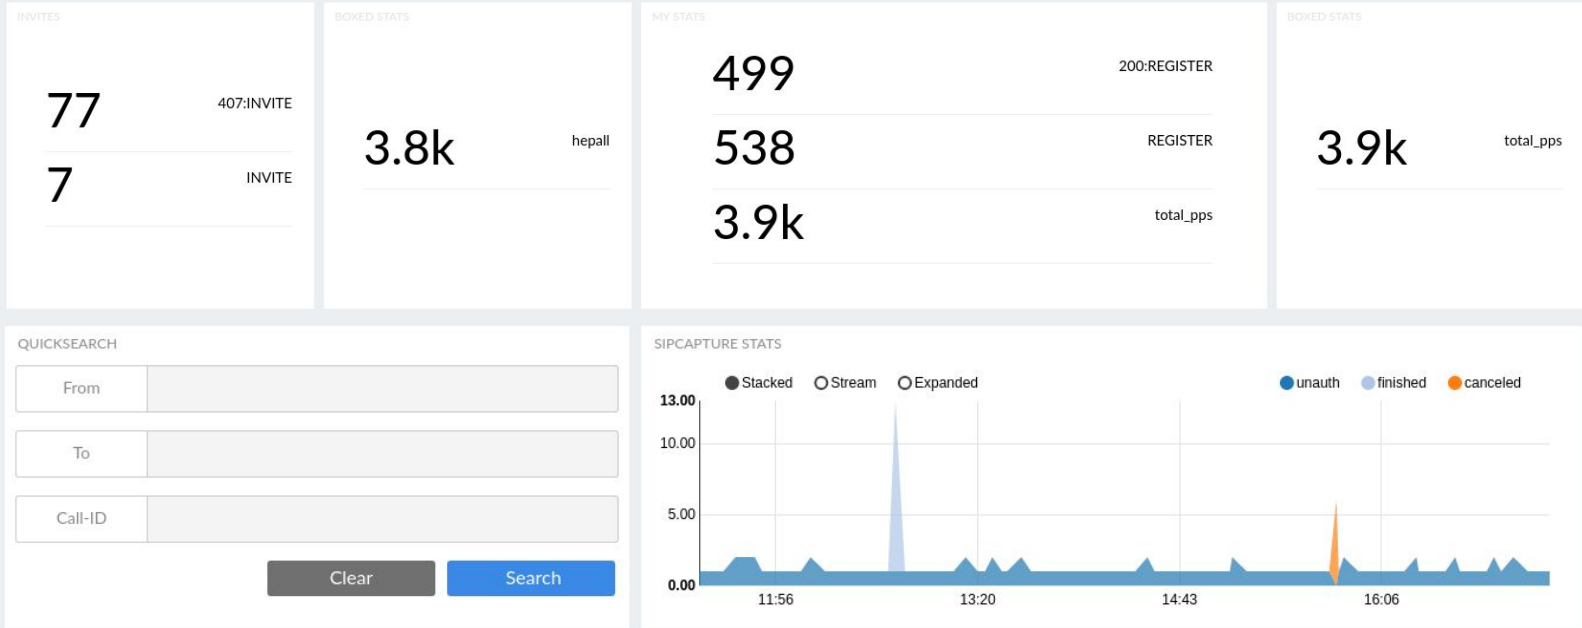 INVITES
77 407:INVITE
7 INVITE
BOXED STATS
3.8k hepall
MY STATS
499 200:REGISTER
538 REGISTER
3.9k total_pps
BOXED STATS
3.9k total_pps
QUICKSEARCH
From
To
Call-ID
Clear Search
SIPCAPTURE STATS
Stacked Stream Expanded unauth finished canceled
13.00
10.00
5.00
0.00
11:56 13:20 14:43 16:06